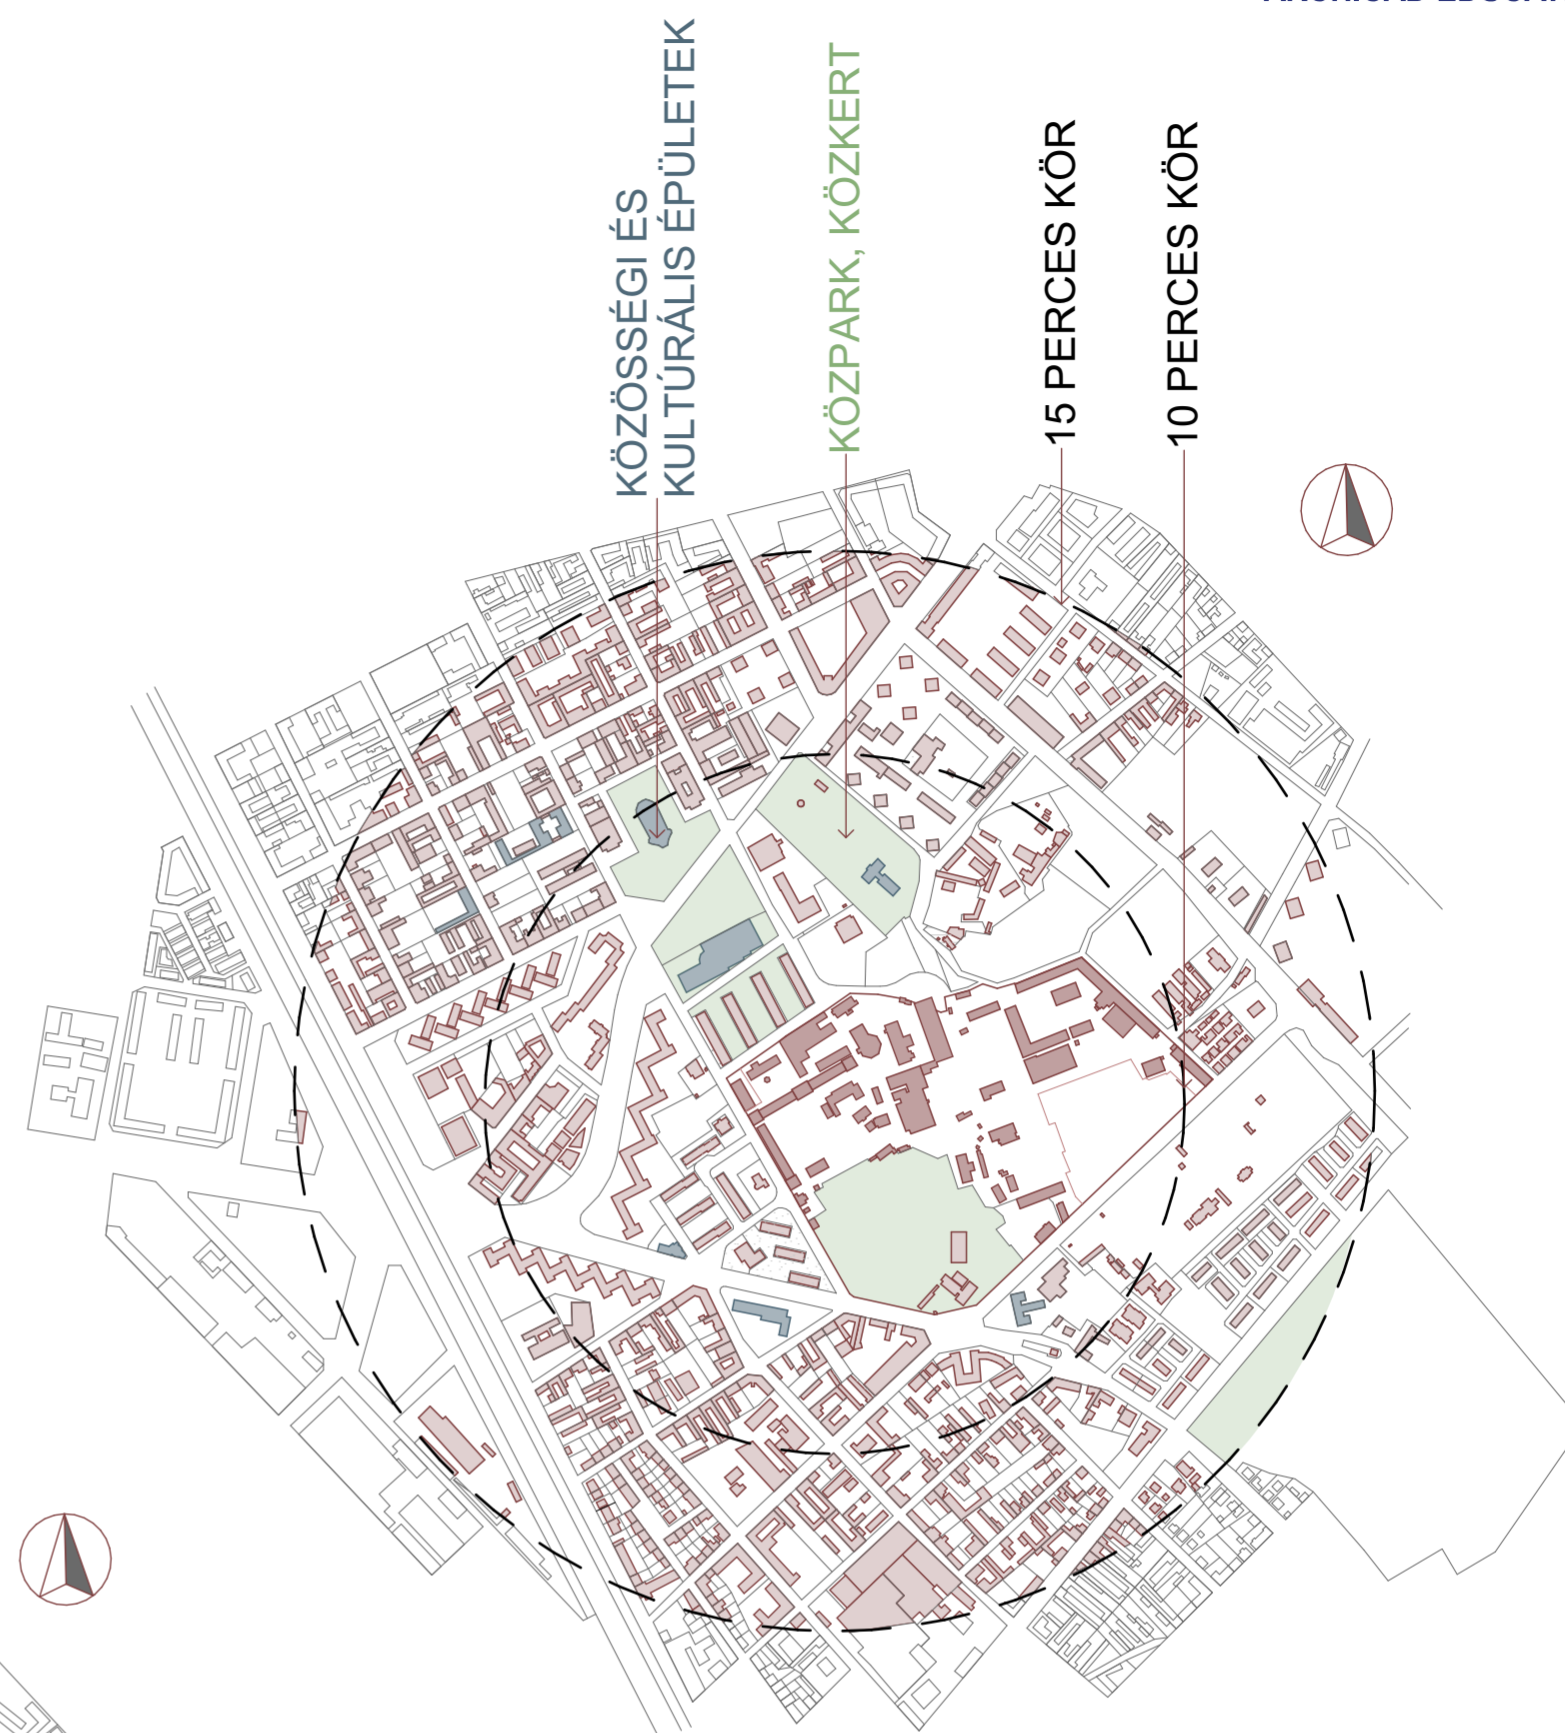 KÖZÖSSÉGI ÉS
KULTÚRÁLIS ÉPÜLETEK
KÖZPARK, KÖZKERT
15 PERCES KÖR
10 PERCES KÖR